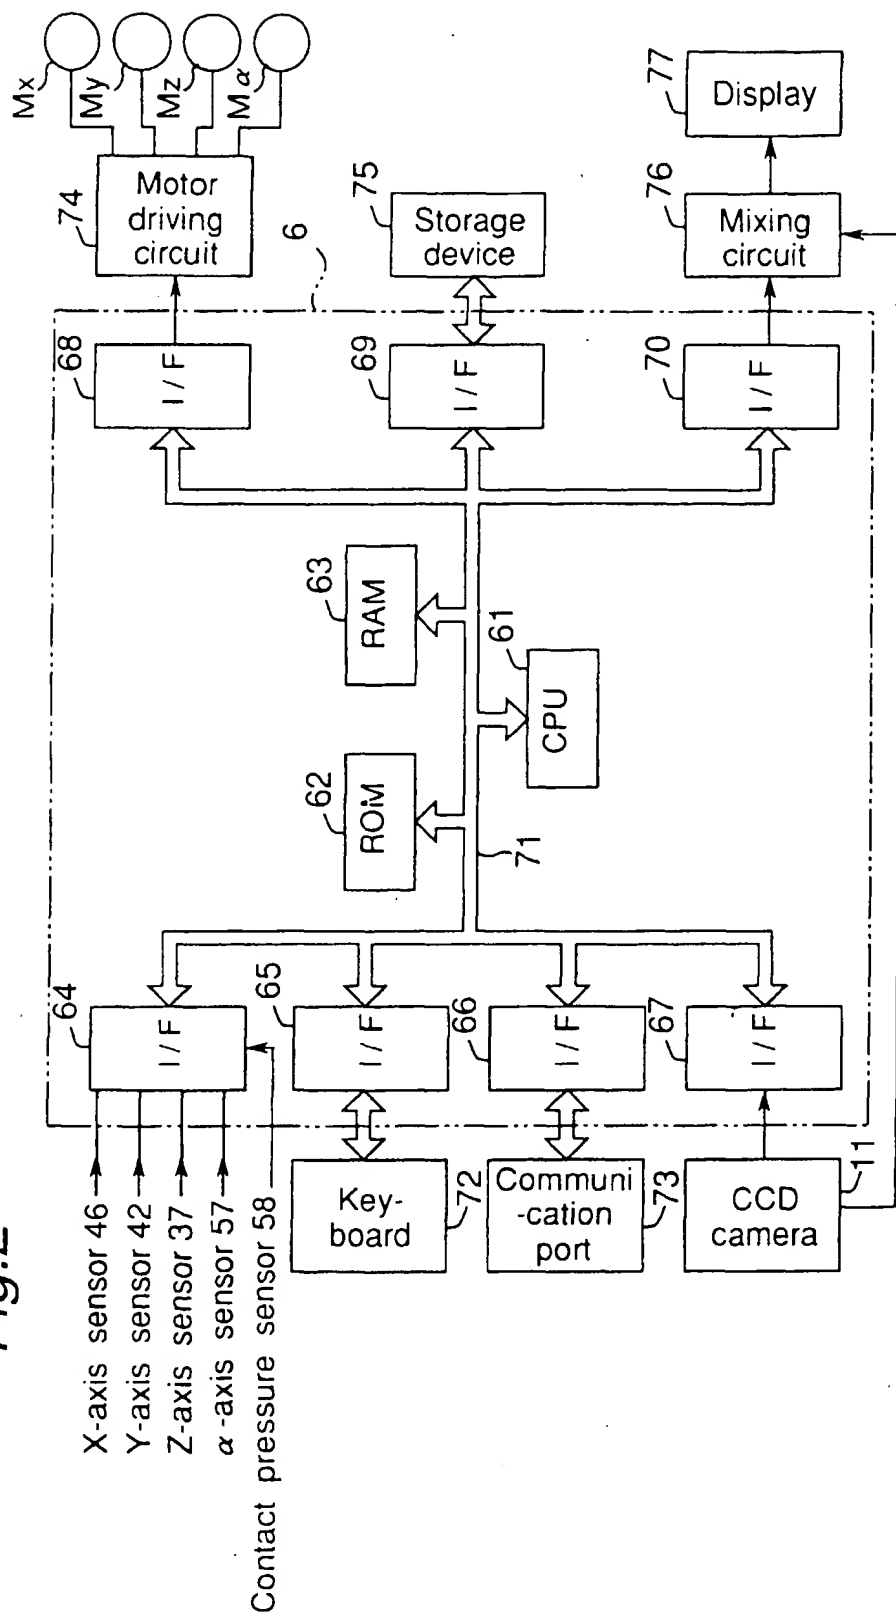 Fig.2
X-axis sensor 46
Y-axis sensor 42
Z-axis sensor 37
α-axis sensor 57
Contact pressure sensor 58
64
I/F
65
I/F
66
I/F
67
I/F
Key-
board
72
Communi
-cation
port
73
CCD
camera
11
62
ROM
63
RAM
61
CPU
71
6
68
I/F
69
I/F
70
I/F
74
Motor
driving
circuit
Mx
My
Mz
Mα
75
Storage
device
76
Mixing
circuit
77
Display